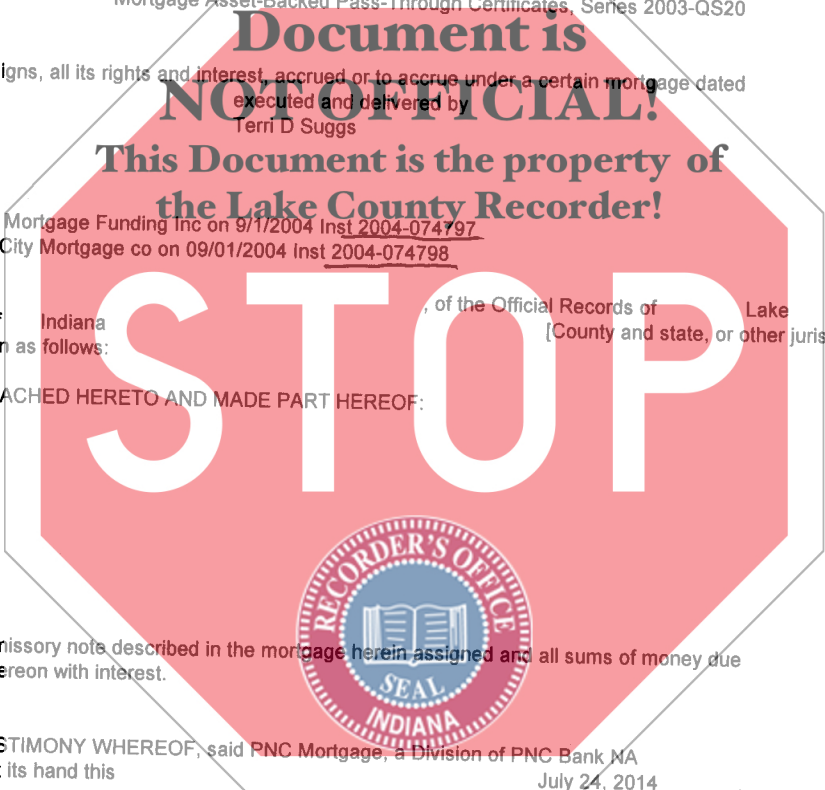 Mortgage Asset-Backed Pass-Through Certificates, Series 2003-QS20
Document is
igns, all its rights and interest, accrued or to accrue under a certain mortgage dated
NOT OFFICIAL!
executed and delivered by
Terri D Suggs
This Document is the property of
the Lake County Recorder!
Mortgage Funding Inc on 9/1/2004 Inst 2004-074797
City Mortgage co on 09/01/2004 Inst 2004-074798
, of the Official Records of Lake
Indiana
[County and state, or other juris
n as follows:
ACHED HERETO AND MADE PART HEREOF:
STOP
RECORDER'S OFFICE
SEAL
INDIANA
nissory note described in the mortgage herein assigned and all sums of money due
ereon with interest.
STIMONY WHEREOF, said PNC Mortgage, a Division of PNC Bank NA
its hand this
July 24, 2014